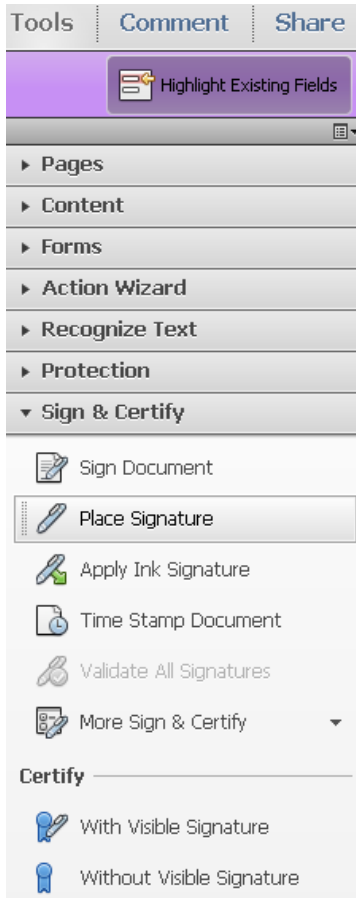 Tools Comment Share
Highlight Existing Fields
Pages
Content
Forms
Action Wizard
Recognize Text
Protection
Sign & Certify
Sign Document
Place Signature
Apply Ink Signature
Time Stamp Document
Validate All Signatures
More Sign & Certify
Certify
With Visible Signature
Without Visible Signature